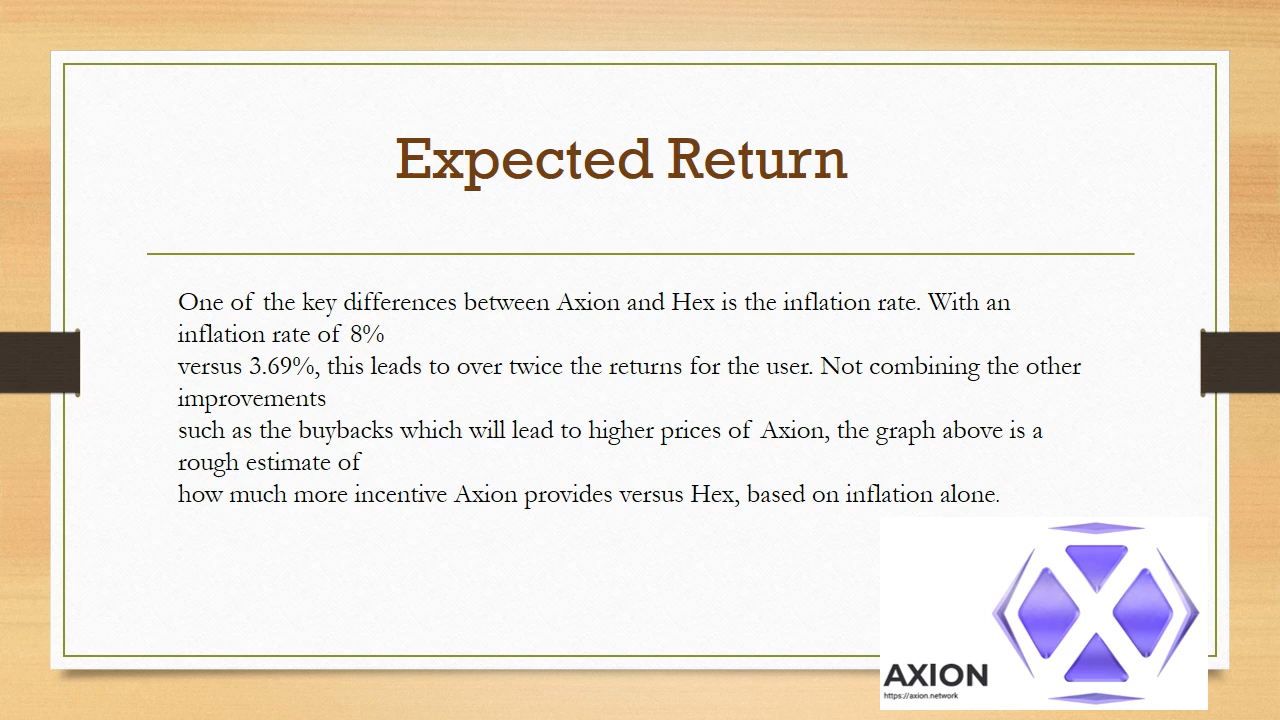 Expected Return
One of the key differences between Axion and Hex is the inflation rate. With an
inflation rate of 8%
versus 3.69%, this leads to over twice the returns for the user. Not combining the other
improvements
such as the buybacks which will lead to higher prices of Axion, the graph above is a
rough estimate of
how much more incentive Axion provides versus Hex, based on inflation alone.
AXION
https://axion.network